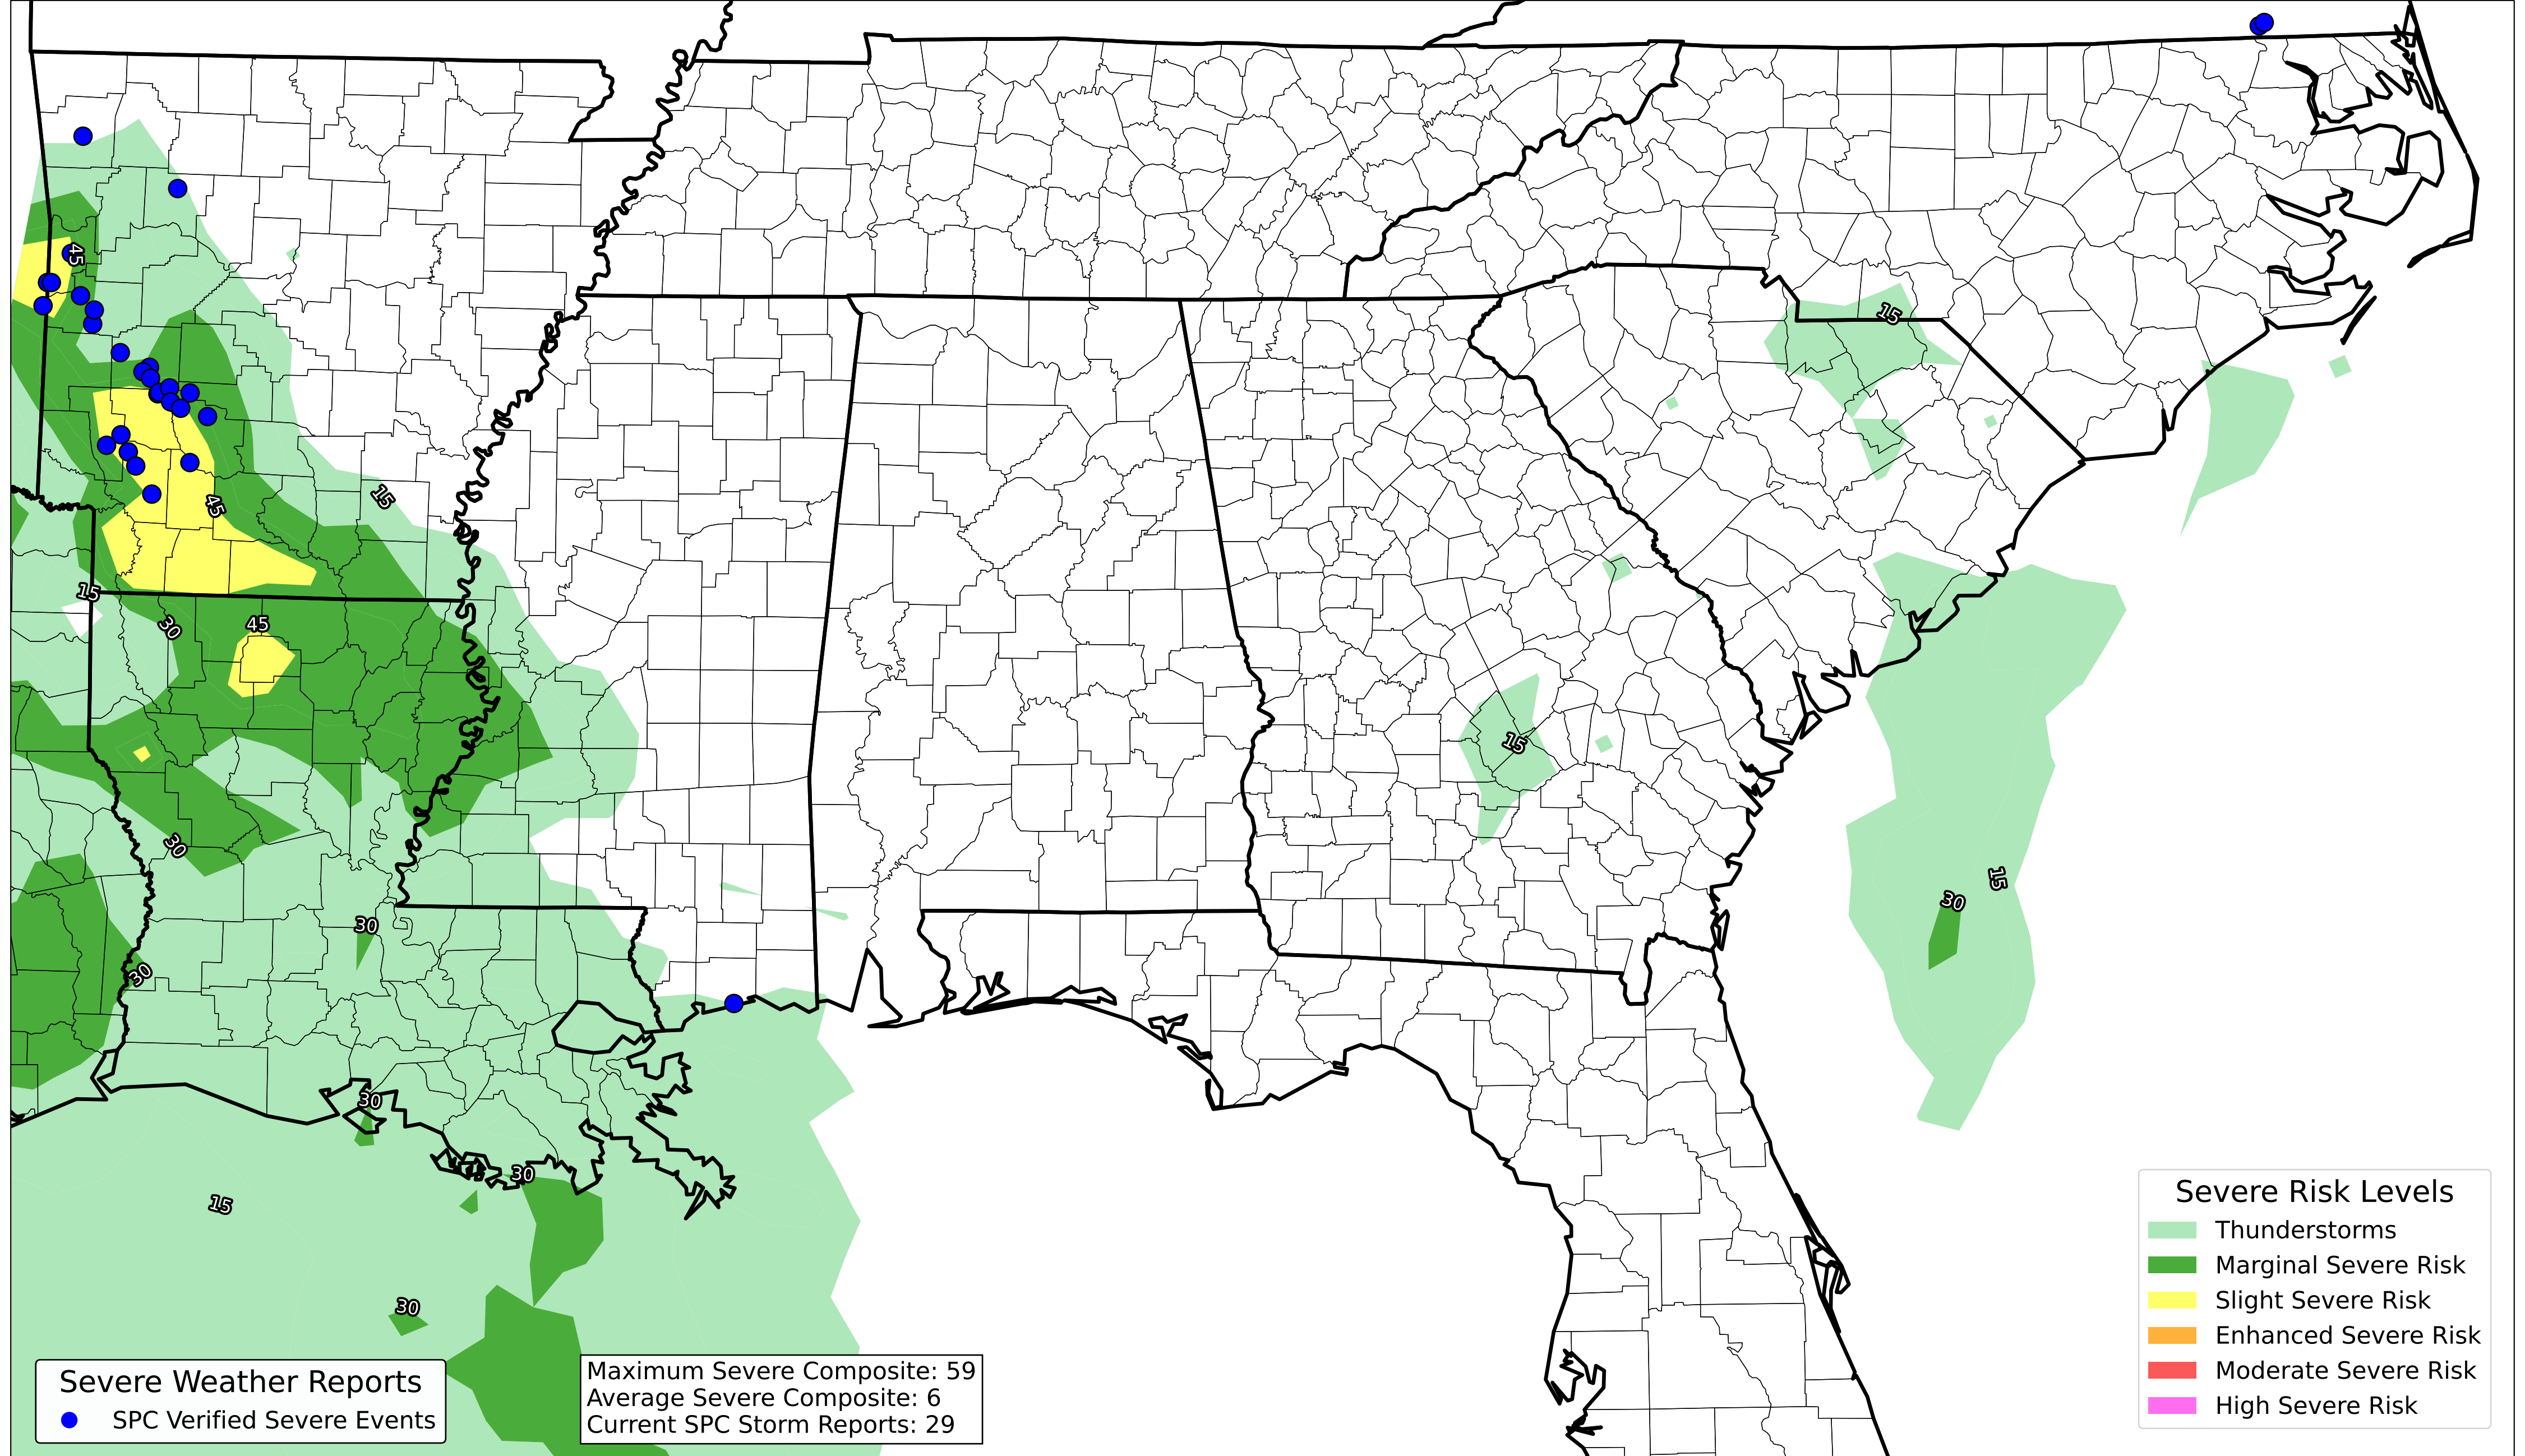 45
15
15
45
15
30
45
15
30
15
30
30
30
30
15
30
30
Severe Weather Reports
SPC Verified Severe Events
Maximum Severe Composite: 59
Average Severe Composite: 6
Current SPC Storm Reports: 29
Severe Risk Levels
Thunderstorms
Marginal Severe Risk
Slight Severe Risk
Enhanced Severe Risk
Moderate Severe Risk
High Severe Risk